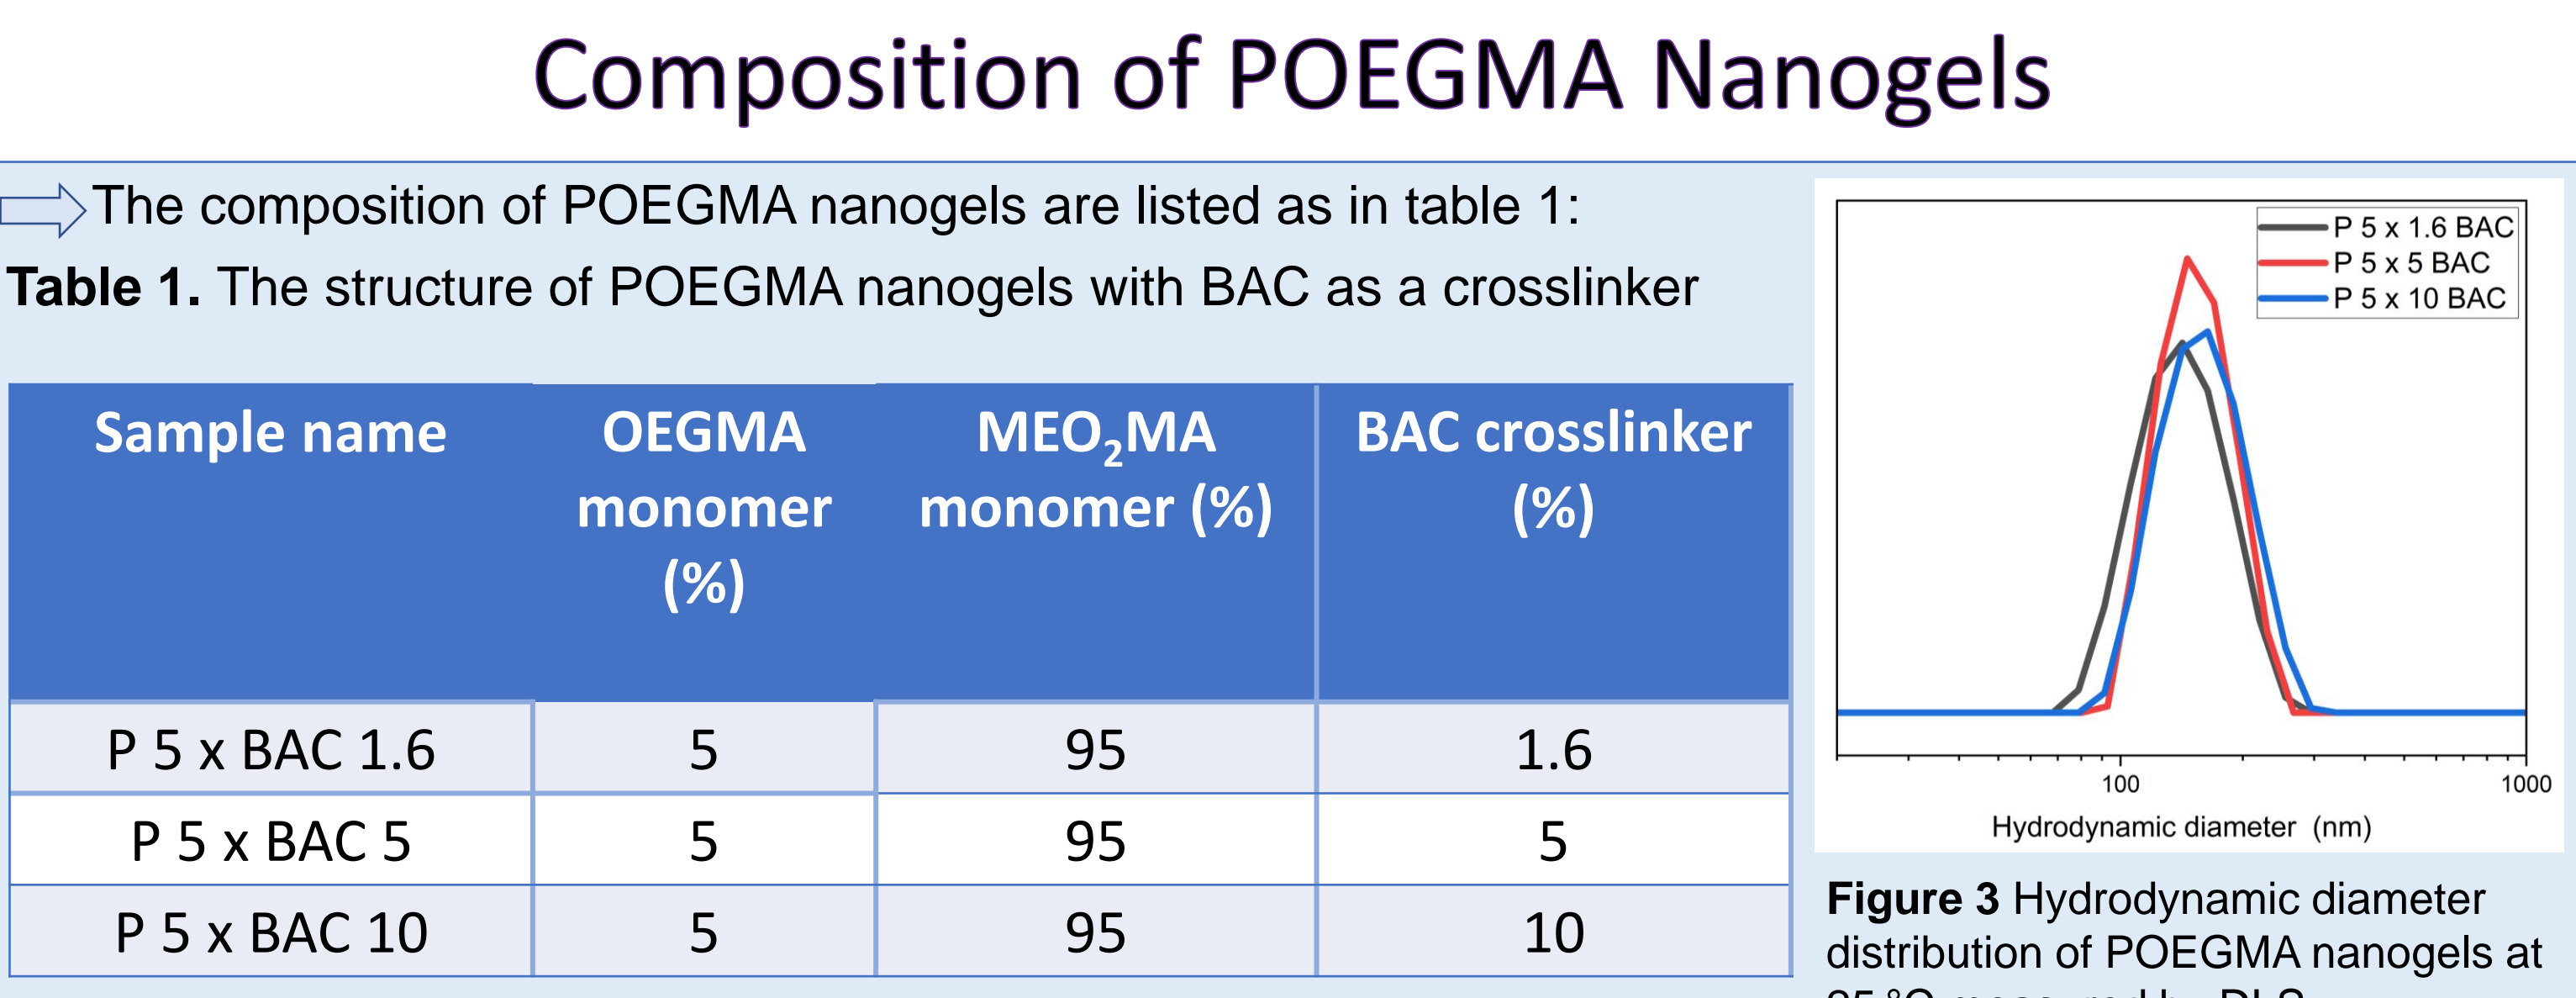 Composition of POEGMA Nanogels
The composition of POEGMA nanogels are listed as in table 1:
Table 1. The structure of POEGMA nanogels with BAC as a crosslinker
Sample name
OEGMA
monomer
(%)
MEO₂MA
monomer (%)
BAC crosslinker
(%)
P 5 x BAC 1.6 5 95 1.6
P 5 x BAC 5 5 95 5
P 5 x BAC 10 5 95 10
P 5 x 1.6 BAC
P 5 x 5 BAC
P 5 x 10 BAC
100 1000
Hydrodynamic diameter (nm)
Figure 3 Hydrodynamic diameter
distribution of POEGMA nanogels at